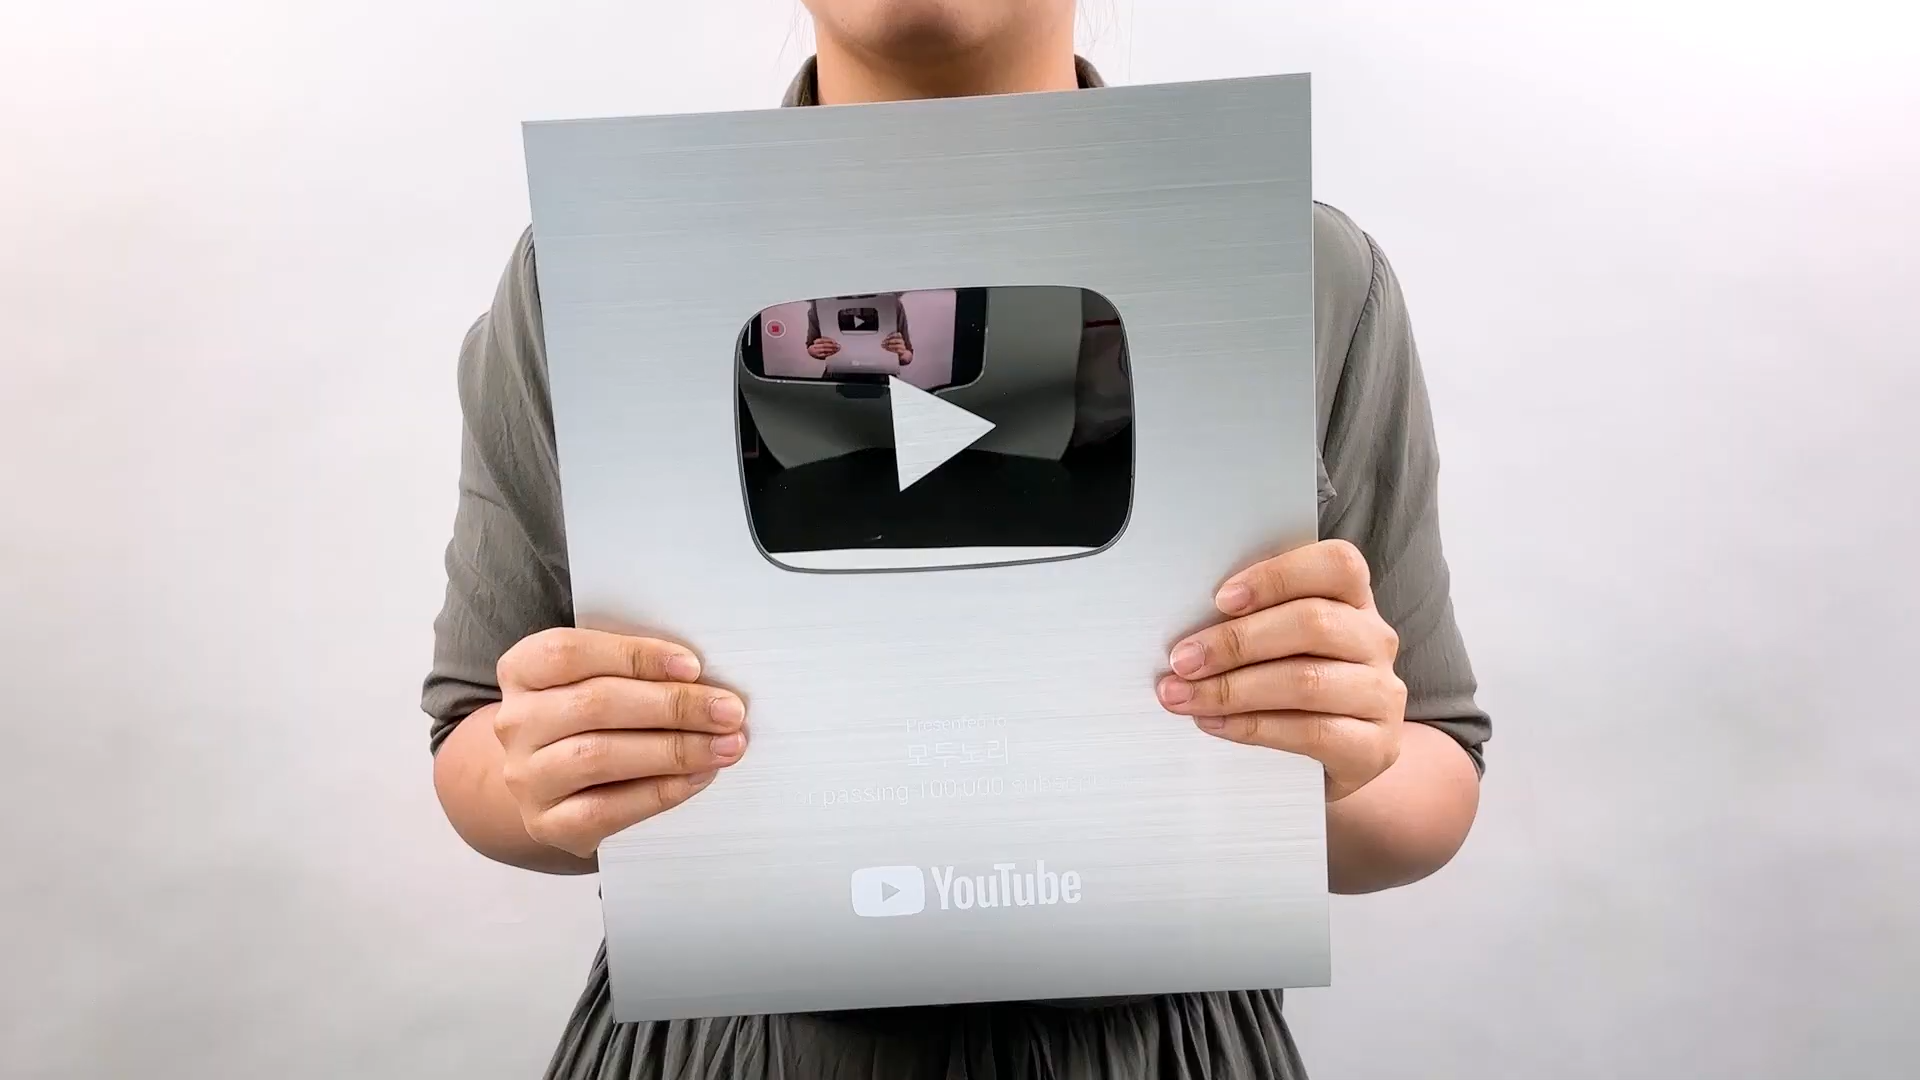 Presented to
모두노리
passing 100,000
YouTube